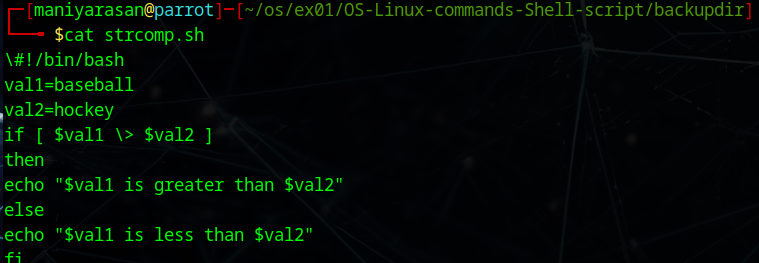 ┌─[maniyarasan@parrot]─[~/os/ex01/OS-Linux-commands-Shell-script/backupdir]
└──╼ $cat strcomp.sh
\#!/bin/bash
val1=baseball
val2=hockey
if [ $val1 \> $val2 ]
then
echo "$val1 is greater than $val2"
else
echo "$val1 is less than $val2"
fi